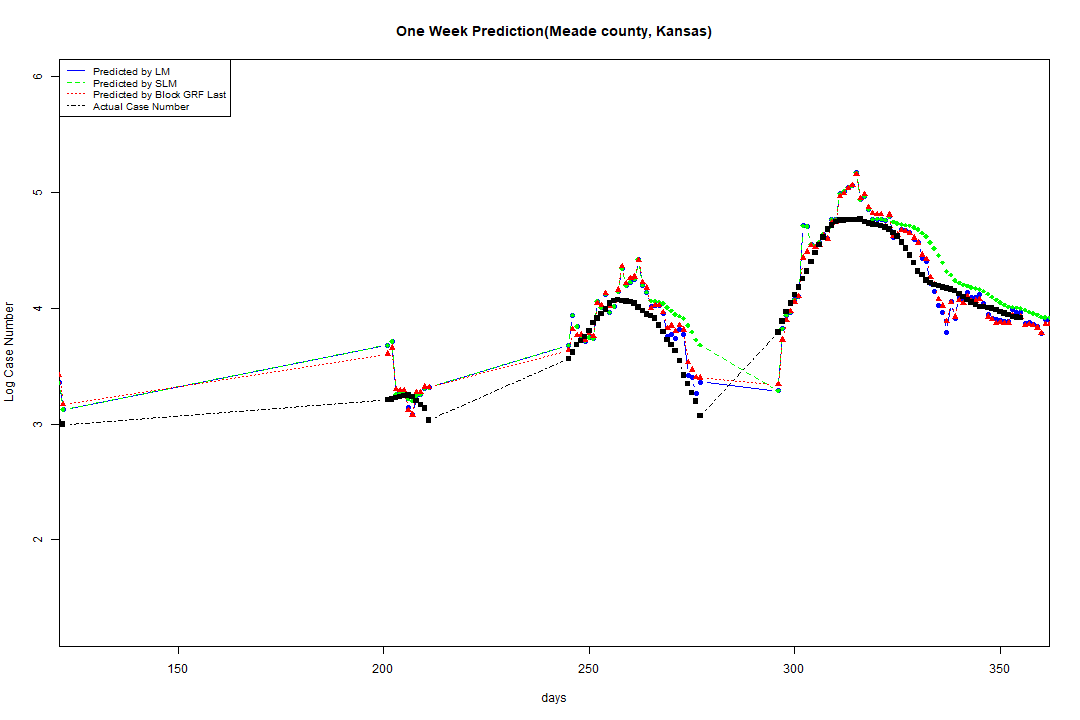 One Week Prediction(Meade county, Kansas)
Predicted by LM
Predicted by SLM
Predicted by Block GRF Last
Actual Case Number
6
5
4
3
2
Log Case Number
150
200
250
300
350
days